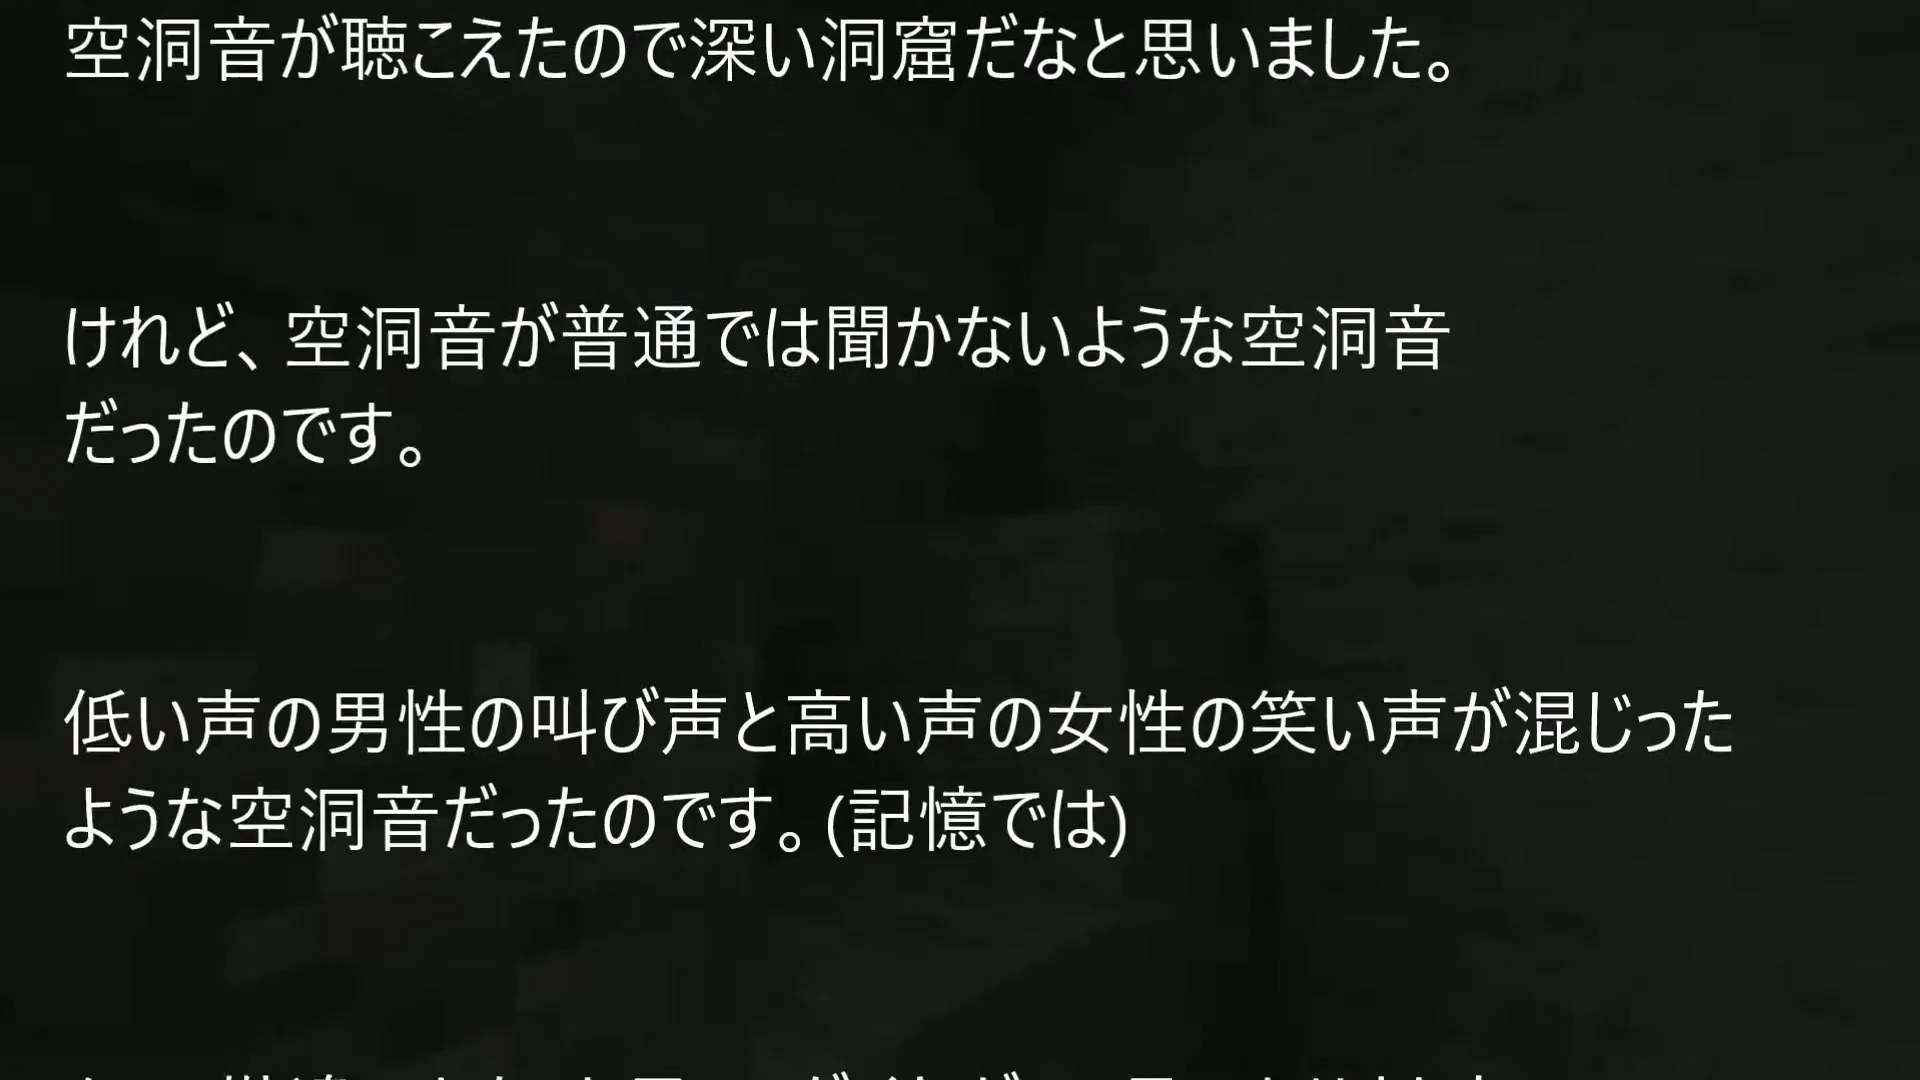 空洞音が聴こえたので深い洞窟だなと思いました。
けれど、空洞音が普通では聞かないような空洞音
だったのです。
低い声の男性の叫び声と高い声の女性の笑い声が混じった
ような空洞音だったのです。(記憶では)